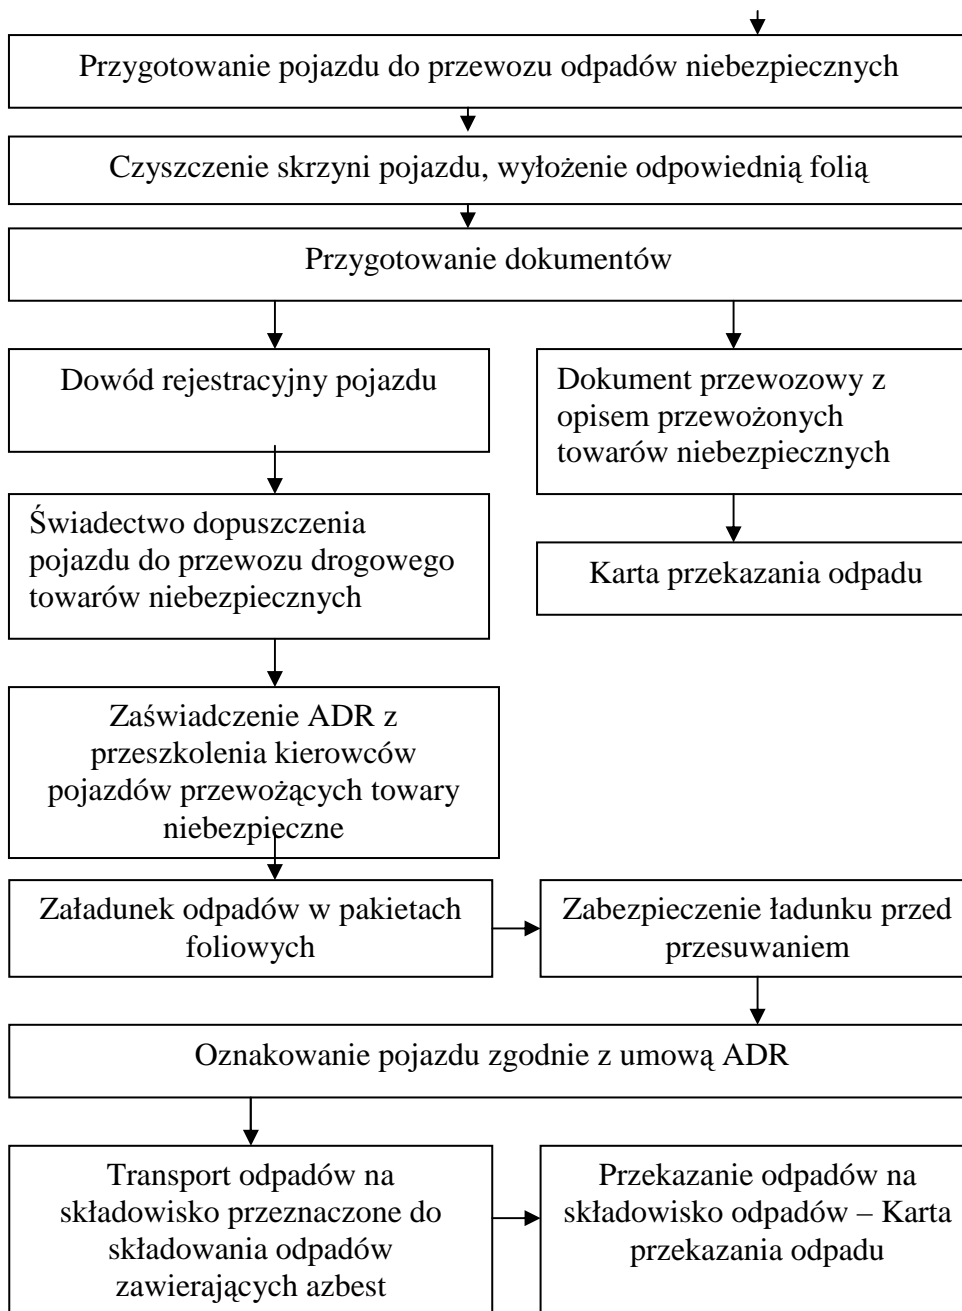 Przygotowanie pojazdu do przewozu odpadów niebezpiecznych
Czyszczenie skrzyni pojazdu, wyłożenie odpowiednią folią
Przygotowanie dokumentów
Dowód rejestracyjny pojazdu
Świadectwo dopuszczenia
pojazdu do przewozu drogowego
towarów niebezpiecznych
Zaświadczenie ADR z
przeszkolenia kierowców
pojazdów przewożących towary
niebezpieczne
Dokument przewozowy z
opisem przewożonych
towarów niebezpiecznych
Karta przekazania odpadu
Załadunek odpadów w pakietach
foliowych
Zabezpieczenie ładunku przed
przesuwaniem
Oznakowanie pojazdu zgodnie z umową ADR
Transport odpadów na
składowisko przeznaczone do
składowania odpadów
zawierających azbest
Przekazanie odpadów na
składowisko odpadów – Karta
przekazania odpadu